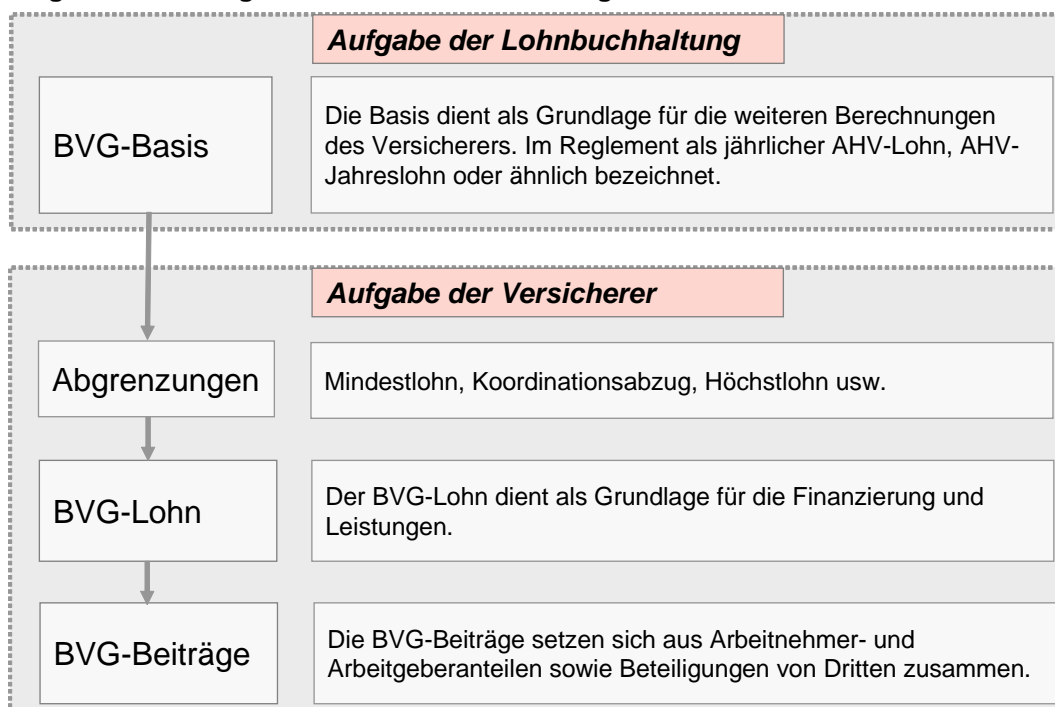 Aufgabe der Lohnbuchhaltung
BVG-Basis
Die Basis dient als Grundlage für die weiteren Berechnungen
des Versicherers. Im Reglement als jährlicher AHV-Lohn, AHV-
Jahreslohn oder ähnlich bezeichnet.
Aufgabe der Versicherer
Abgrenzungen
Mindestlohn, Koordinationsabzug, Höchstlohn usw.
BVG-Lohn
Der BVG-Lohn dient als Grundlage für die Finanzierung und
Leistungen.
BVG-Beiträge
Die BVG-Beiträge setzen sich aus Arbeitnehmer- und
Arbeitgeberanteilen sowie Beteiligungen von Dritten zusammen.